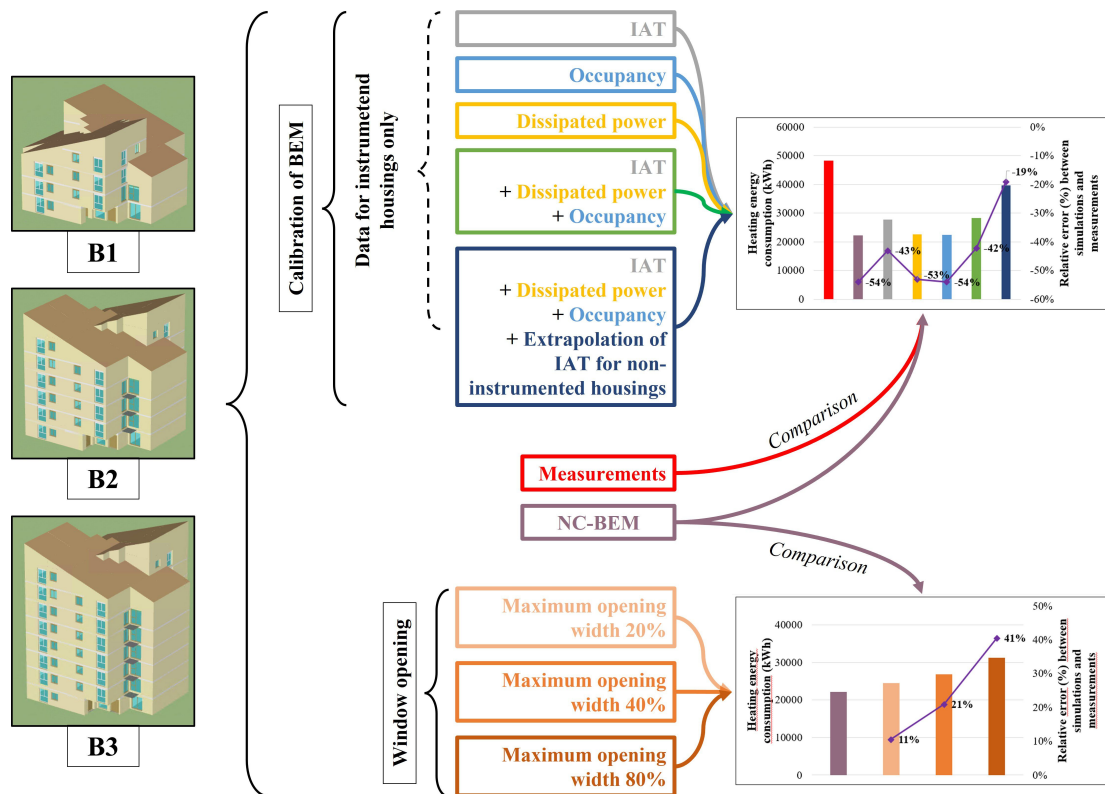 B1
B2
B3
Calibration of BEM
Data for instrumetend
housings only
IAT
Occupancy
Dissipated power
IAT
+ Dissipated power
+ Occupancy
IAT
+ Dissipated power
+ Occupancy
+ Extrapolation of
IAT for non-
instrumented housings
Heating energy
consumption (kWh)
60000
50000
40000
30000
20000
10000
0
-54%
-43%
-53%
-54%
-42%
-19%
0%
-10%
-20%
-30%
-40%
-50%
-60%
Relative error (%) between
simulations and
measurements
Comparison
Measurements
NC-BEM
Comparison
Window opening
Maximum opening
width 20%
Maximum opening
width 40%
Maximum opening
width 80%
Heating energy
consumption (kWh)
40000
30000
20000
10000
0
11%
21%
41%
50%
40%
30%
20%
10%
0%
Relative error (%) between
simulations and
measurements